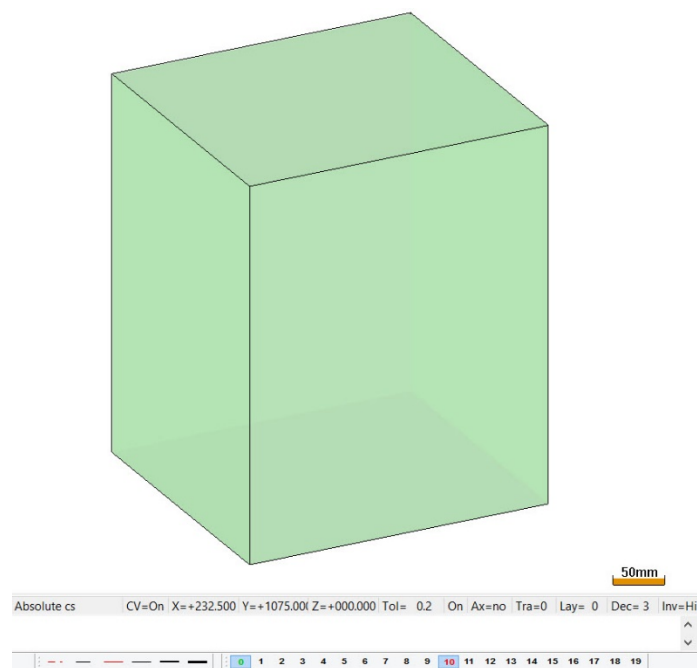 50mm
Absolute cs CV=On X=+232.500 Y=+1075.00( Z=+000.000 Tol= 0.2 On Ax=no Tra=0 Lay= 0 Dec= 3 Inv=Hi
0 1 2 3 4 5 6 7 8 9 10 11 12 13 14 15 16 17 18 19